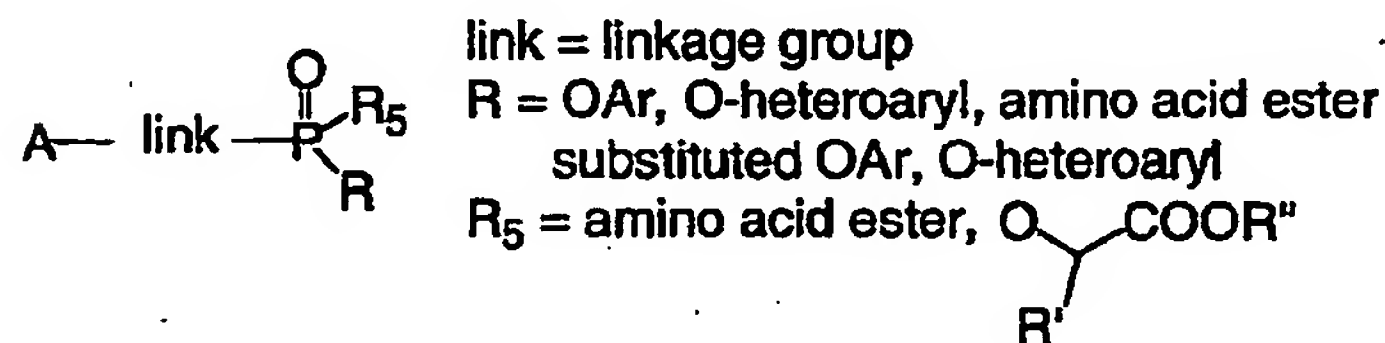 link = linkage group
R = OAr, O-heteroaryl, amino acid ester
substituted OAr, O-heteroaryl
R5 = amino acid ester, O COOR"
R'
A— link —P R5
O
R